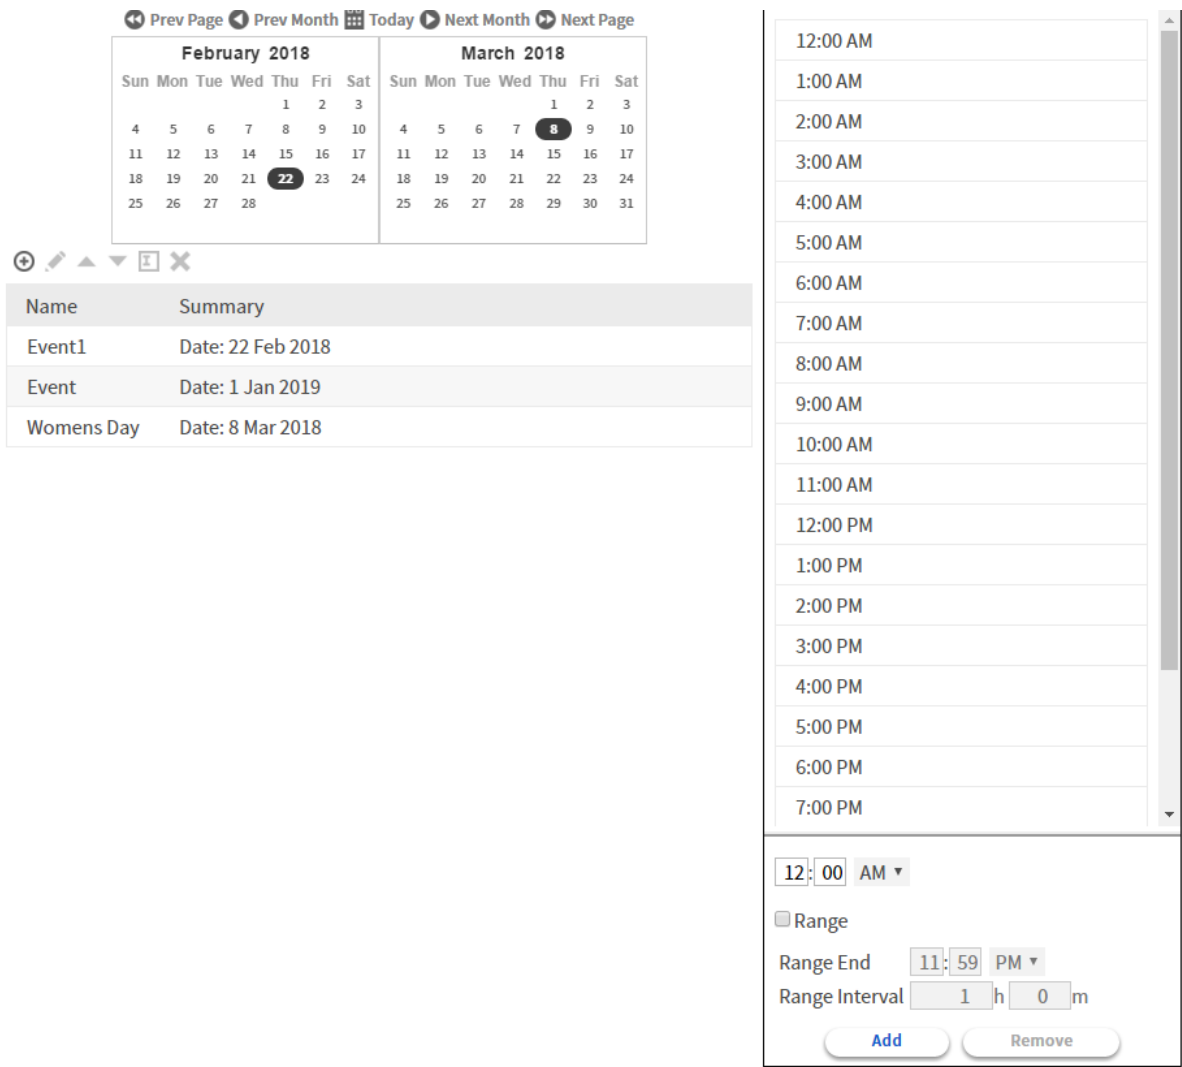 Prev Page Prev Month Today Next Month Next Page
February 2018
Sun Mon Tue Wed Thu Fri Sat
1 2 3
4 5 6 7 8 9 10
11 12 13 14 15 16 17
18 19 20 21 22 23 24
25 26 27 28
March 2018
Sun Mon Tue Wed Thu Fri Sat
1 2 3
4 5 6 7 8 9 10
11 12 13 14 15 16 17
18 19 20 21 22 23 24
25 26 27 28 29 30 31
Name Summary
Event1 Date: 22 Feb 2018
Event Date: 1 Jan 2019
Womens Day Date: 8 Mar 2018
12:00 AM
1:00 AM
2:00 AM
3:00 AM
4:00 AM
5:00 AM
6:00 AM
7:00 AM
8:00 AM
9:00 AM
10:00 AM
11:00 AM
12:00 PM
1:00 PM
2:00 PM
3:00 PM
4:00 PM
5:00 PM
6:00 PM
7:00 PM
12: 00 AM
Range
Range End 11: 59 PM
Range Interval 1 h 0 m
Add Remove